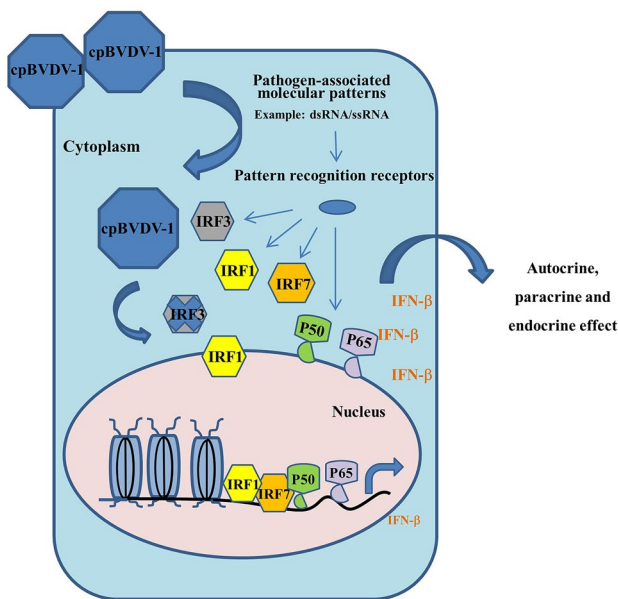 cpBVDV-1
cpBVDV-1
Pathogen-associated
molecular patterns
Example: dsRNA/ssRNA
Cytoplasm
Pattern recognition receptors
cpBVDV-1
IRF3
IRF1
IRF7
IRF3
IRF1
P50
P65
IFN-β
IFN-β
IFN-β
Autocrine,
paracrine and
endocrine effect
Nucleus
IRF1
IRF7
P50
P65
IFN-β